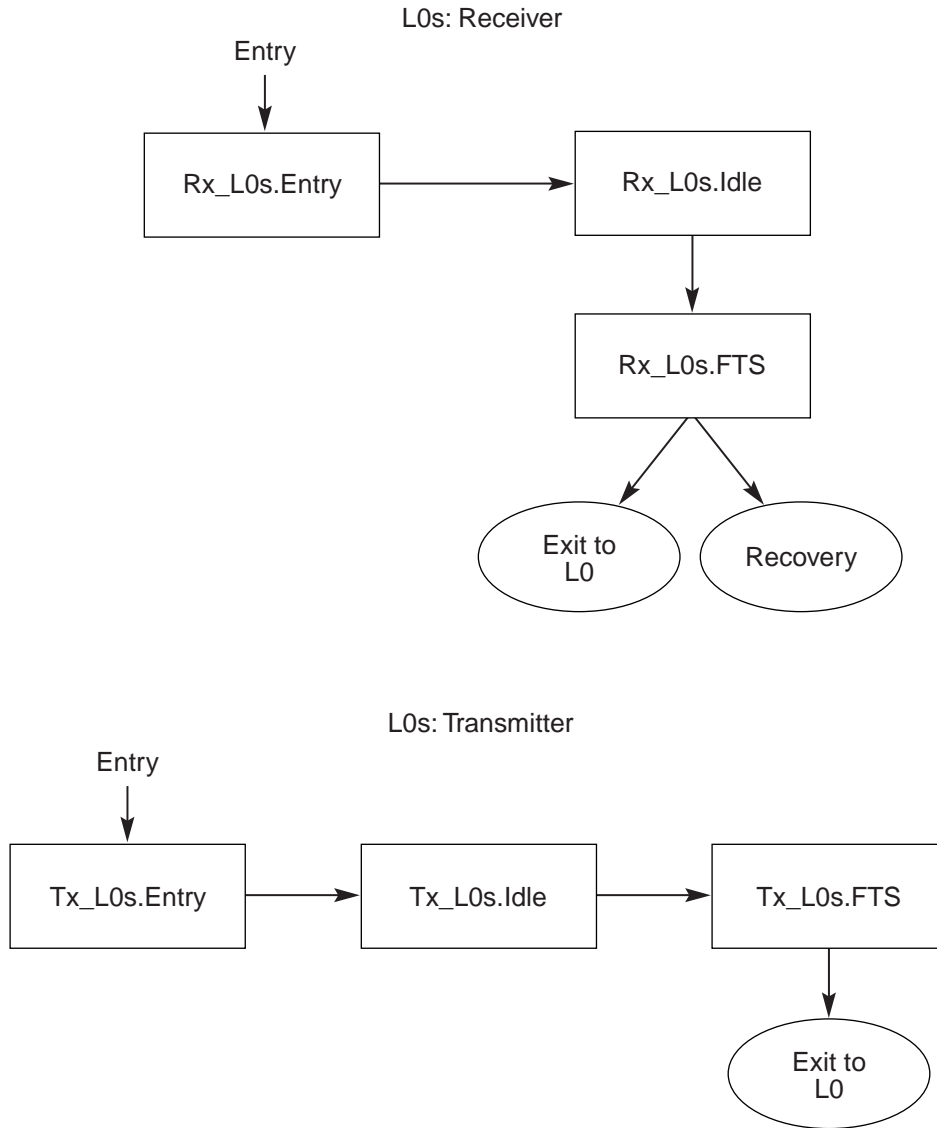 L0s: Receiver
Entry
Rx_L0s.Entry
Rx_L0s.Idle
Rx_L0s.FTS
Exit to
L0
Recovery
L0s: Transmitter
Entry
Tx_L0s.Entry
Tx_L0s.Idle
Tx_L0s.FTS
Exit to
L0